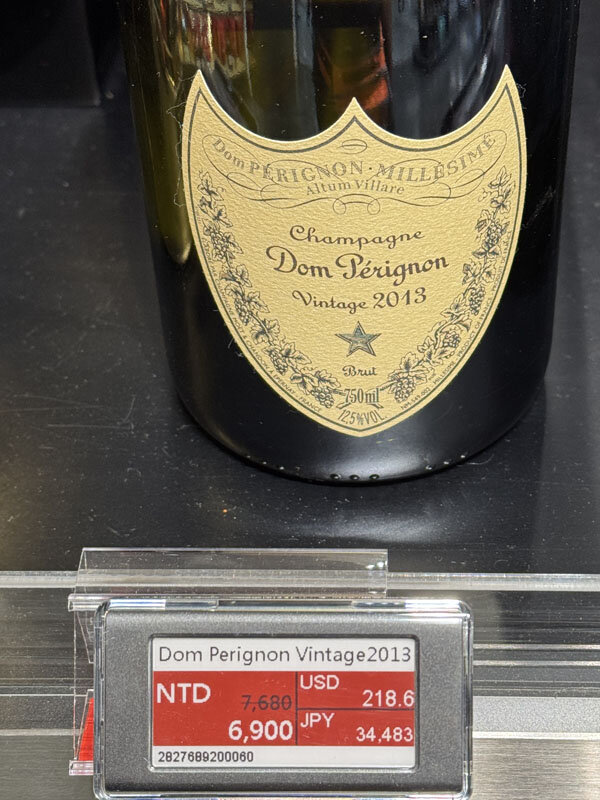 Dom PÉRIGNON · MILLÉSIMÉ
Altum Villare
Champagne
Dom Pérignon
Vintage 2013
Brut
750ml
12,5%VOL.
Dom Perignon Vintage2013
NTD 7,680 6,900
USD 218.6
JPY 34,483
2827689200060